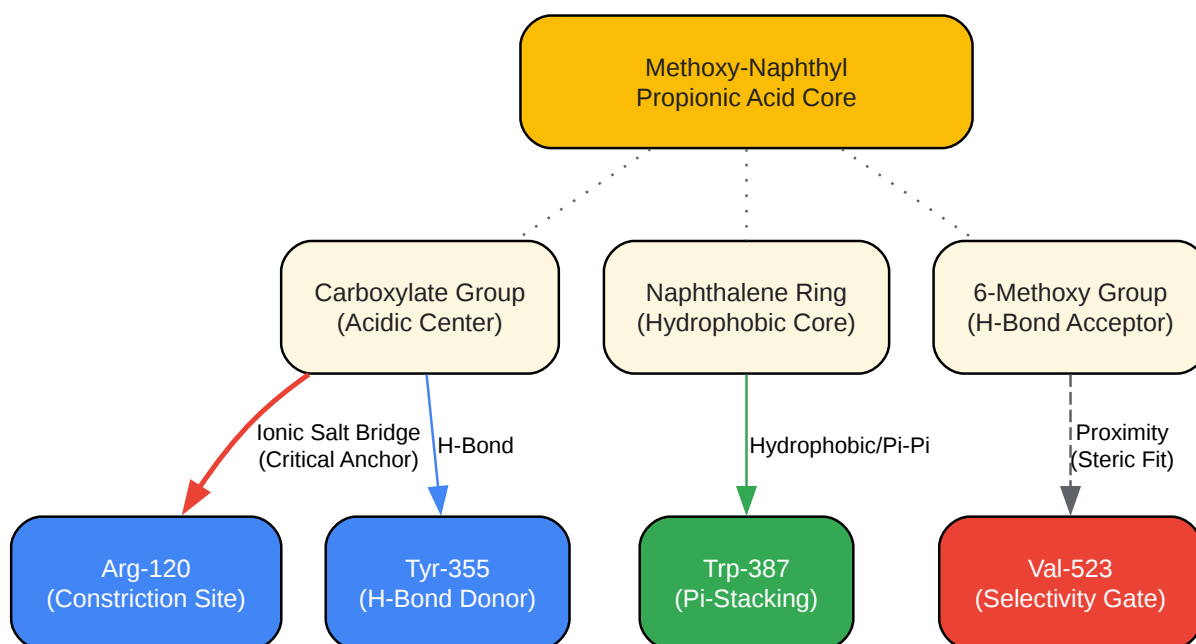 Methoxy-Naphthyl
Propionic Acid Core
Carboxylate Group
(Acidic Center)
Naphthalene Ring
(Hydrophobic Core)
6-Methoxy Group
(H-Bond Acceptor)
Ionic Salt Bridge
(Critical Anchor)
H-Bond
Hydrophobic/Pi-Pi
Proximity
(Steric Fit)
Arg-120
(Constriction Site)
Tyr-355
(H-Bond Donor)
Trp-387
(Pi-Stacking)
Val-523
(Selectivity Gate)